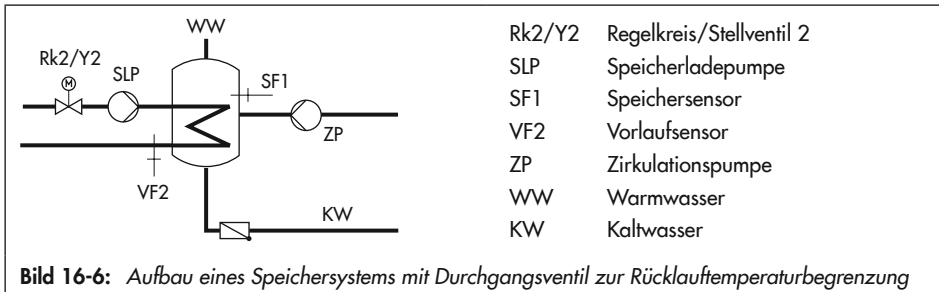 WW
Rk2/Y2
M
SLP
SF1
ZP
VF2
KW
Rk2/Y2 Regelkreis/Stellventil 2
SLP Speicherladepumpe
SF1 Speichersensor
VF2 Vorlaufsensor
ZP Zirkulationspumpe
WW Warmwasser
KW Kaltwasser
Bild 16-6: Aufbau eines Speichersystems mit Durchgangsventil zur Rücklauftemperaturbegrenzung